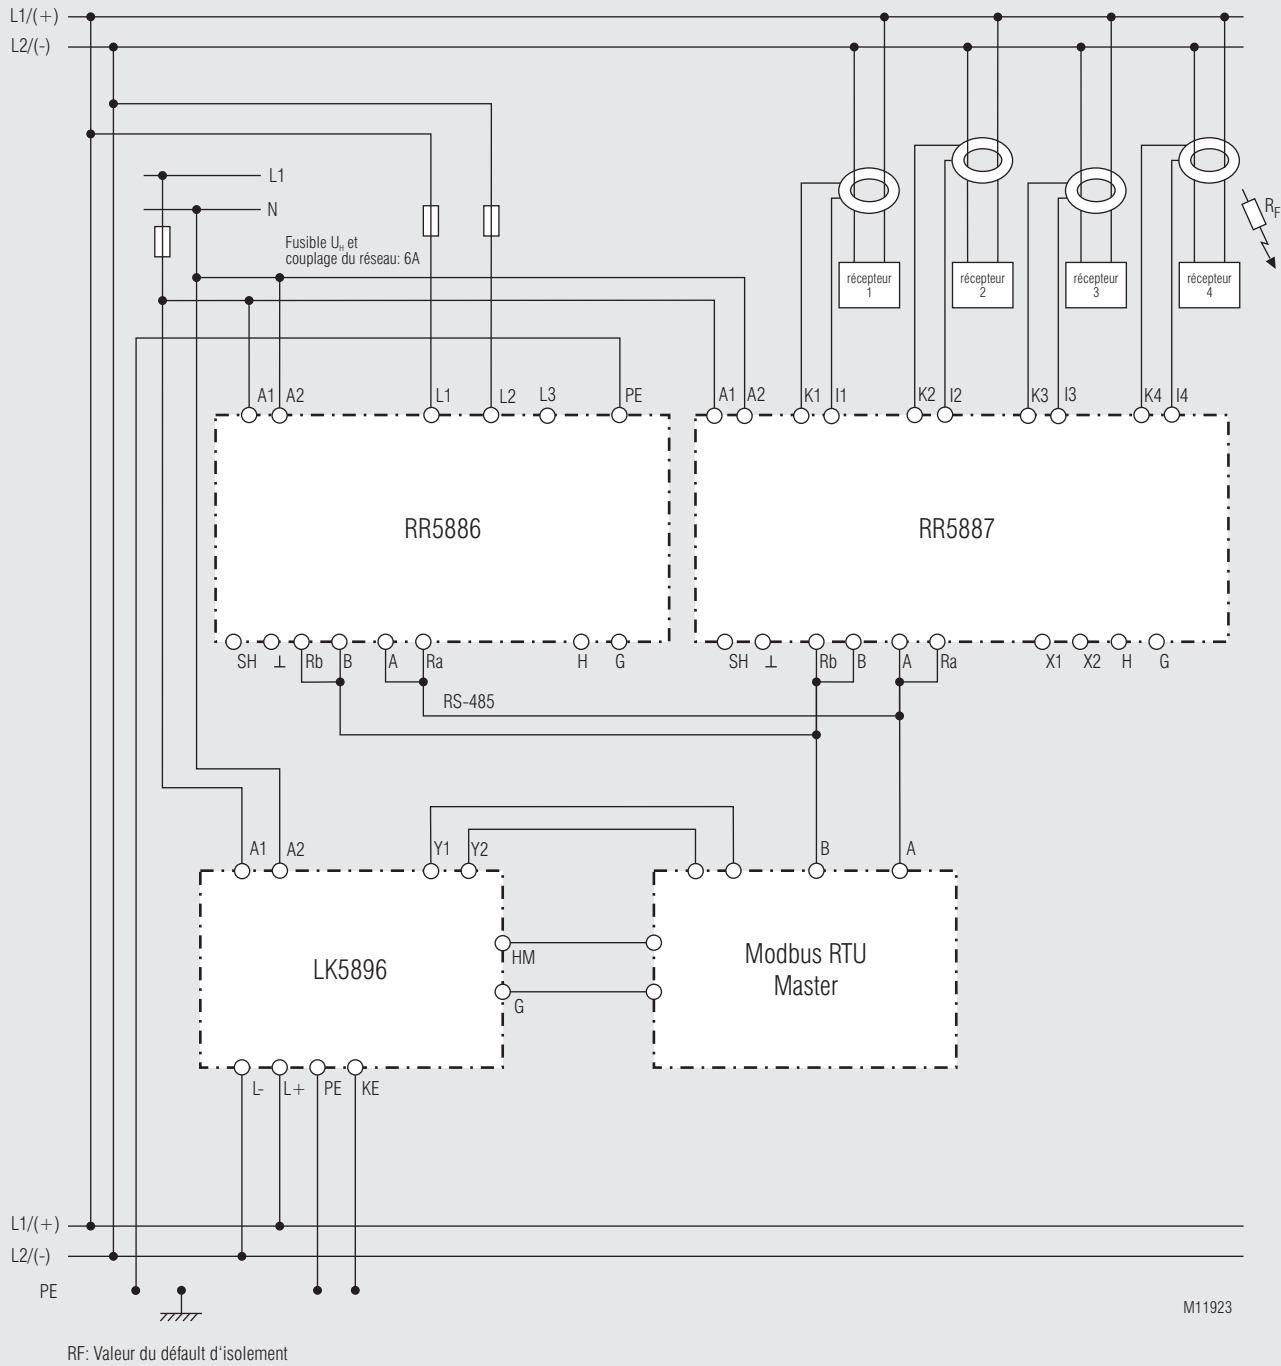 L1/(+)
L2/(-)
L1
N
Fusible UH et
couplage du réseau: 6A
RF
récepteur
1
récepteur
2
récepteur
3
récepteur
4
A1 A2 L1 L2 L3 PE
A1 A2 K1 I1 K2 I2 K3 I3 K4 I4
RR5886
RR5887
SH ⊥ Rb B A Ra H G
SH ⊥ Rb B A Ra X1 X2 H G
RS-485
A1 A2 Y1 Y2
B A
LK5896
HM
G
Modbus RTU
Master
L- L+ PE KE
L1/(+)
L2/(-)
PE
M11923
RF: Valeur du défault d'isolement